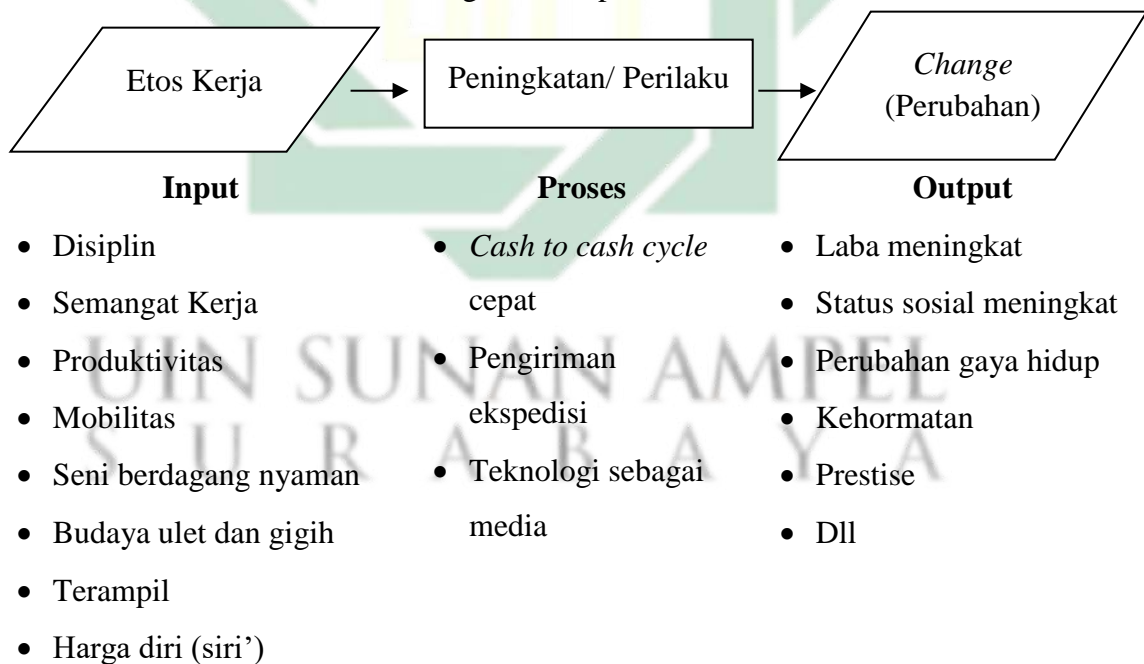 Etos Kerja
Peningkatan/ Perilaku
Change
(Perubahan)
Input
• Disiplin
• Semangat Kerja
• Produktivitas
• Mobilitas
• Seni berdagang nyaman
• Budaya ulet dan gigih
• Terampil
• Harga diri (siri’)
Proses
• Cash to cash cycle
cepat
• Pengiriman
ekspedisi
• Teknologi sebagai
media
Output
• Laba meningkat
• Status sosial meningkat
• Perubahan gaya hidup
• Kehormatan
• Prestise
• Dll
UIN SUNAN AMPEL
SURABAYA